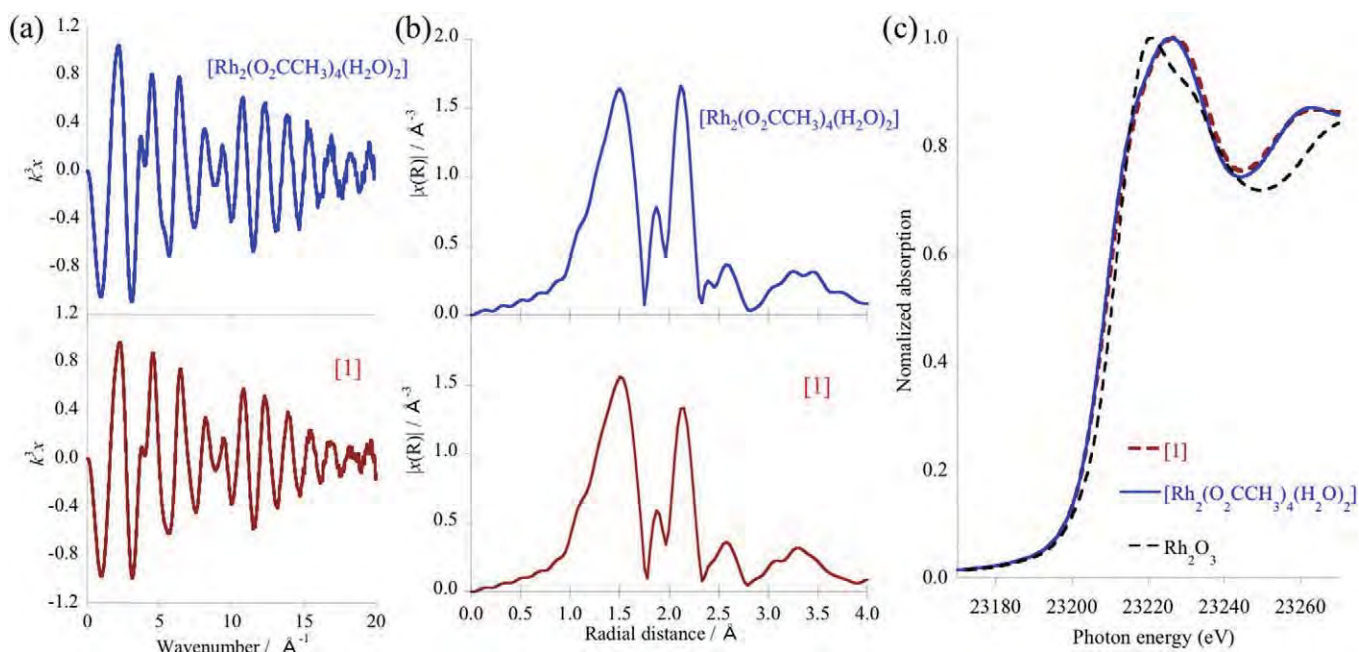 (a)
1.2
0.8
0.4
0.0
-0.4
-0.8
1.2
k³x
[Rh₂(O₂CCH₃)₄(H₂O)₂]
0.8
0.4
0.0
-0.4
-0.8
-1.2
k³x
[1]
0 5 10 15 20
Wavenumber / Å⁻¹
(b)
2.0
1.5
1.0
0.5
0.0
|x(R)| / Å⁻³
[Rh₂(O₂CCH₃)₄(H₂O)₂]
1.5
1.0
0.5
0.0
|x(R)| / Å⁻³
[1]
0.0 0.5 1.0 1.5 2.0 2.5 3.0 3.5 4.0
Radial distance / Å
(c)
1.0
0.8
0.6
0.4
0.2
0.0
Nomalized absorption
[1]
[Rh₂(O₂CCH₃)₄(H₂O)₂]
Rh₂O₃
23180 23200 23220 23240 23260
Photon energy (eV)